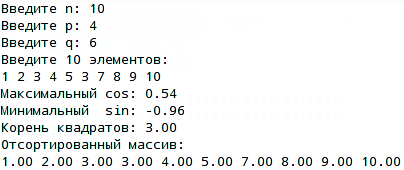 Введите n: 10
Введите p: 4
Введите q: 6
Введите 10 элементов:
1 2 3 4 5 3 7 8 9 10
Максимальный cos: 0.54
Минимальный  sin: -0.96
Корень квадратов: 3.00
Отсортированный массив:
1.00 2.00 3.00 3.00 4.00 5.00 7.00 8.00 9.00 10.00